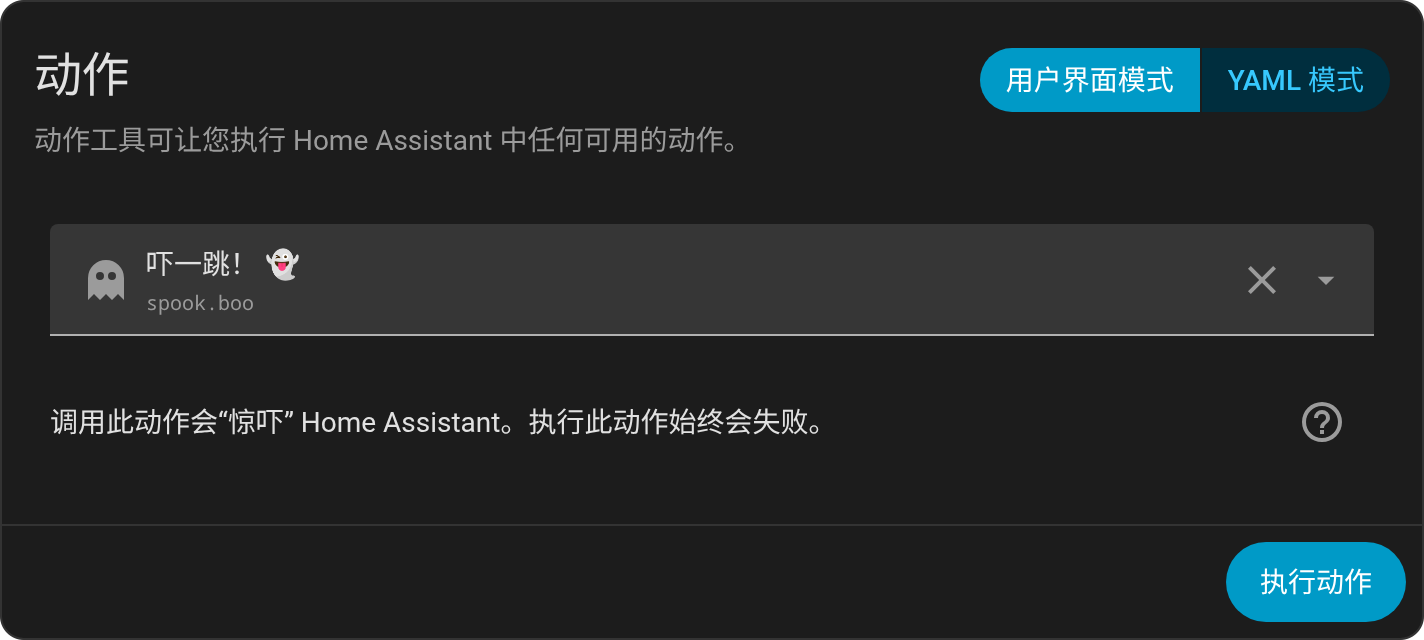 动作
用户界面模式
YAML 模式
动作工具可让您执行 Home Assistant 中任何可用的动作。
吓一跳！ 👻
spook.boo
调用此动作会“惊吓” Home Assistant。执行此动作始终会失败。
执行动作